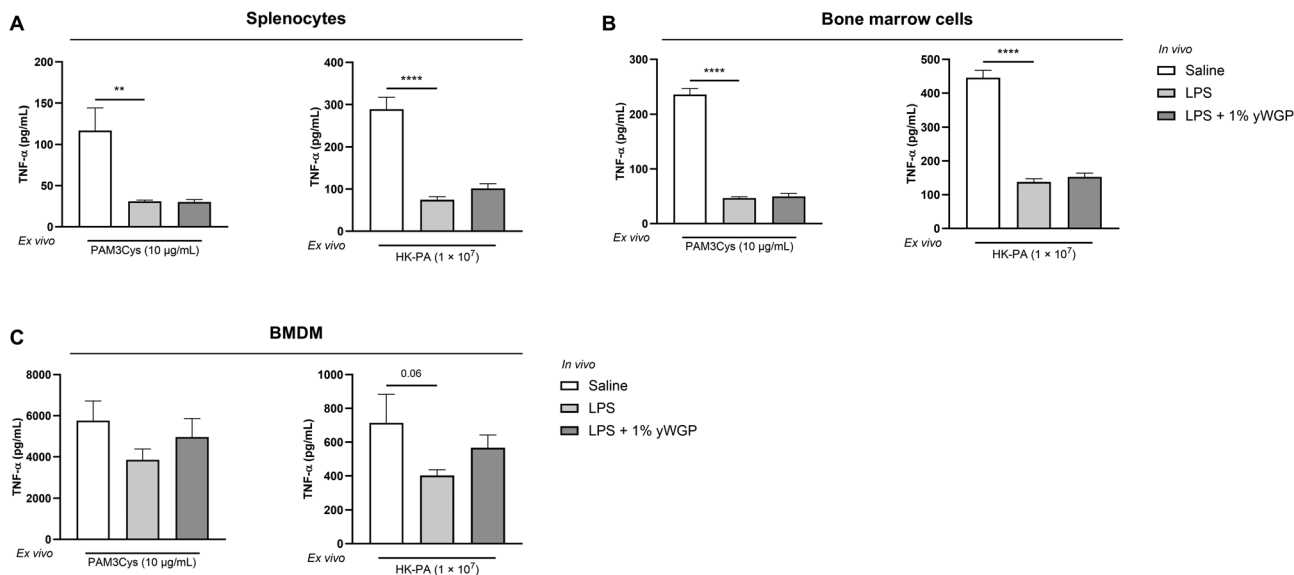 A
Splenocytes
200
150
100
50
0
TNF-α (pg/mL)
**
Ex vivo
PAM3Cys (10 µg/mL)
400
300
200
100
0
TNF-α (pg/mL)
****
Ex vivo
HK-PA (1 × 10⁷)
B
Bone marrow cells
300
200
100
0
TNF-α (pg/mL)
****
Ex vivo
PAM3Cys (10 µg/mL)
500
400
300
200
100
0
TNF-α (pg/mL)
****
Ex vivo
HK-PA (1 × 10⁷)
In vivo
Saline
LPS
LPS + 1% yWGP
C
BMDM
8000
6000
4000
2000
0
TNF-α (pg/mL)
Ex vivo
PAM3Cys (10 µg/mL)
1000
800
600
400
200
0
TNF-α (pg/mL)
0.06
Ex vivo
HK-PA (1 × 10⁷)
In vivo
Saline
LPS
LPS + 1% yWGP